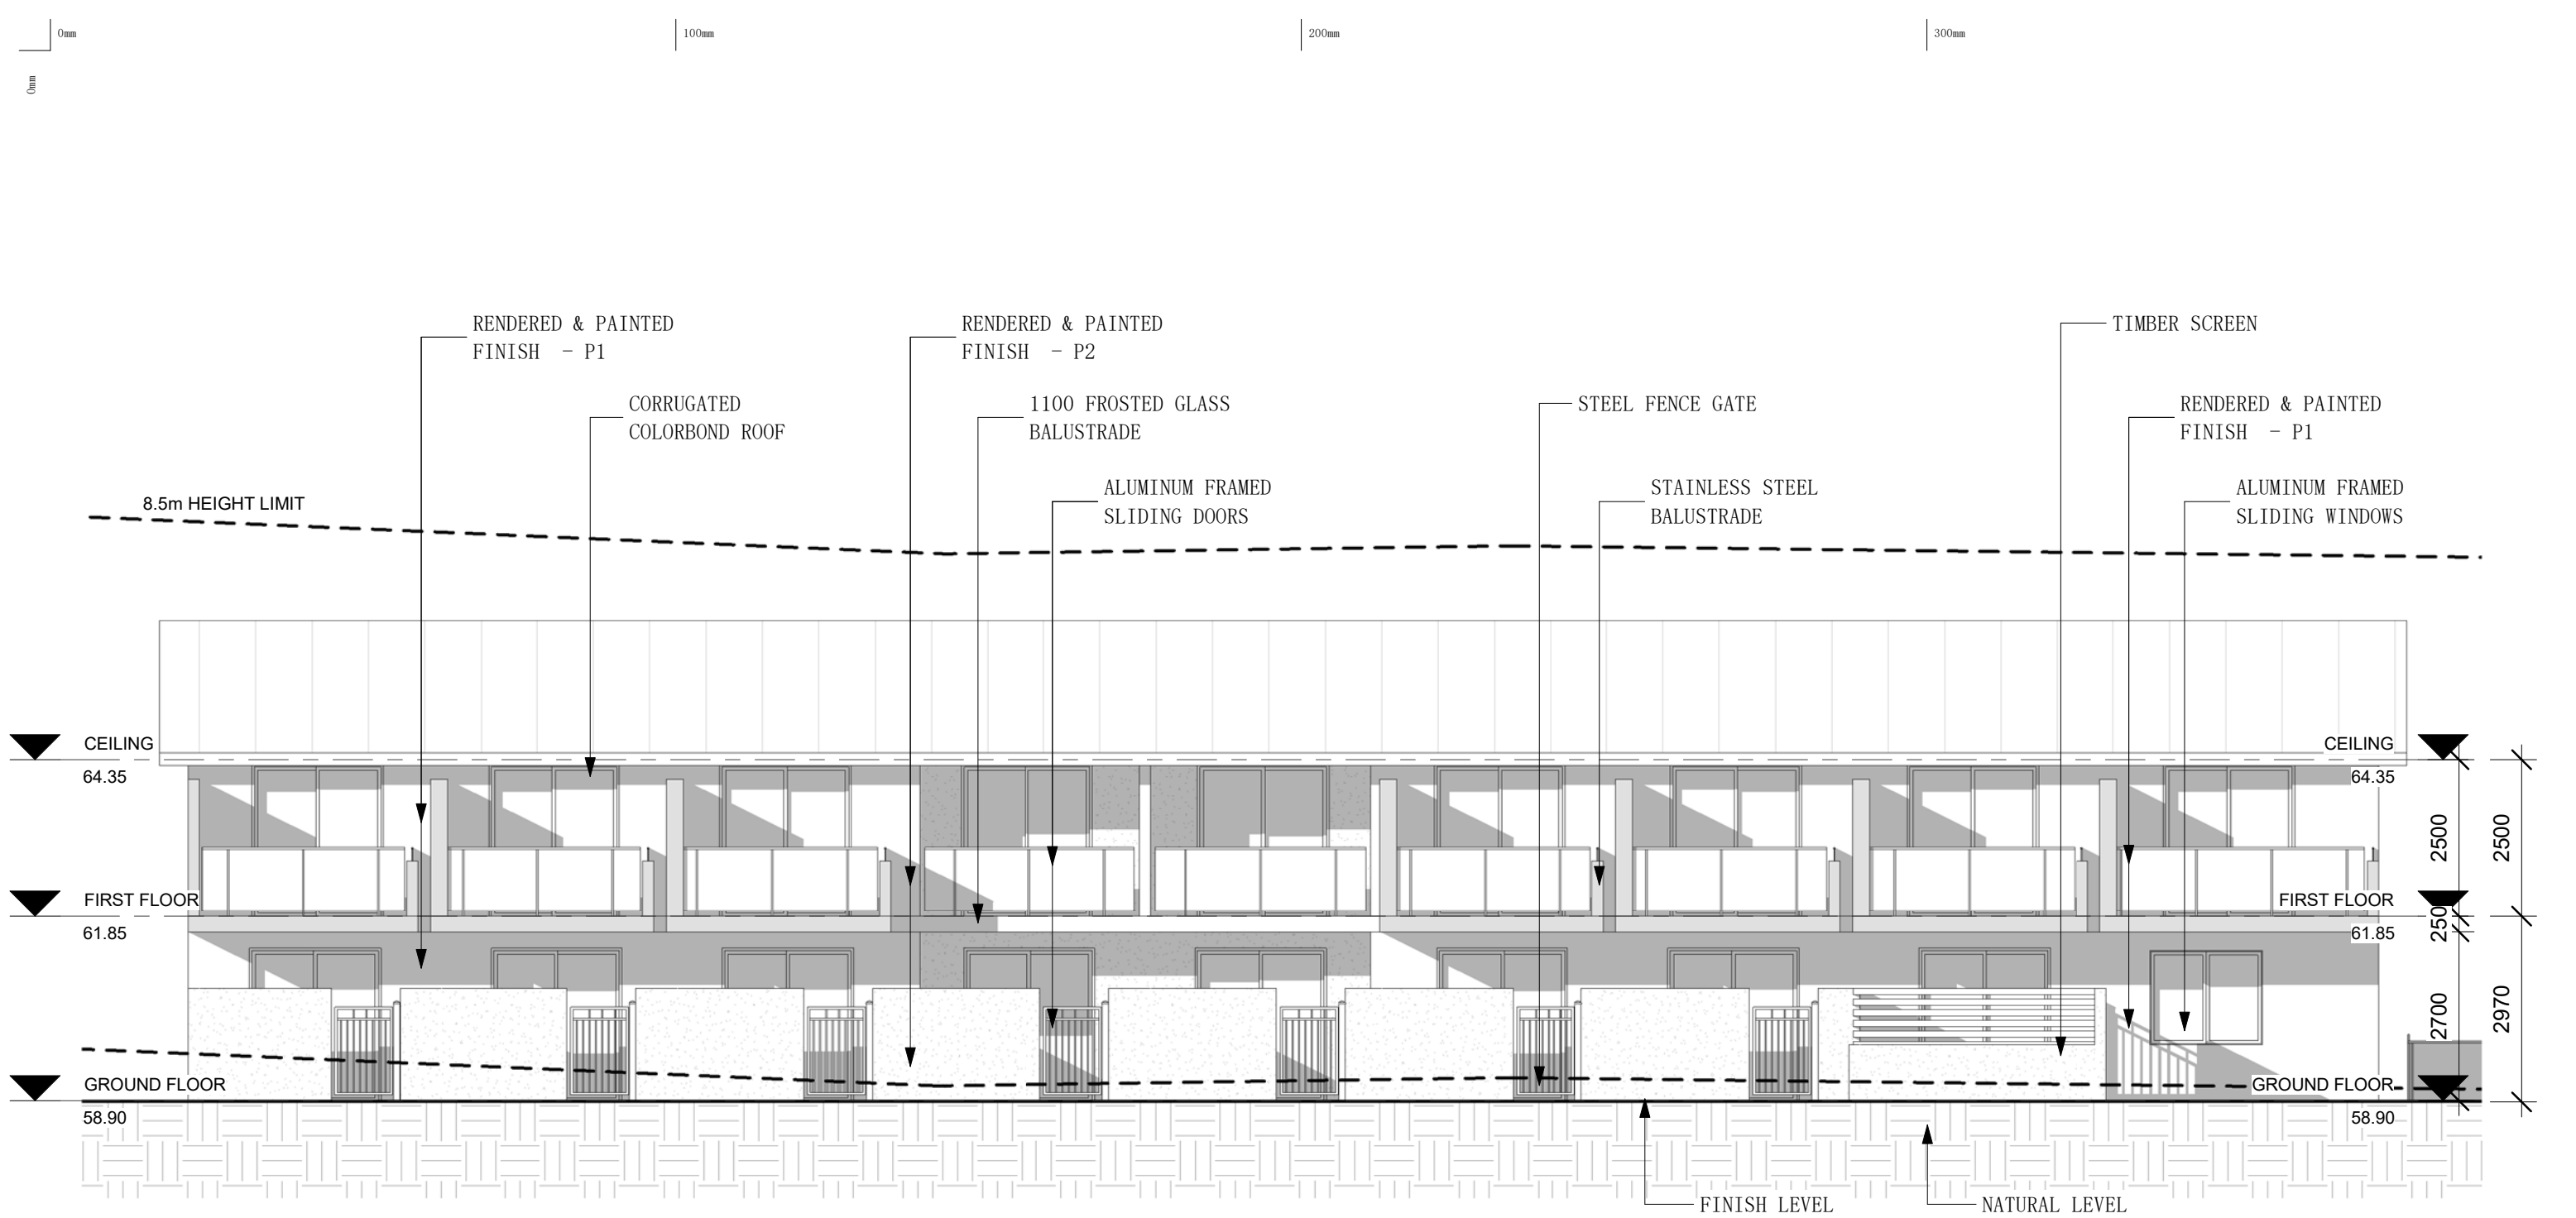 0mm
100mm
200mm
300mm
0mm
RENDERED & PAINTED
FINISH - P1
RENDERED & PAINTED
FINISH - P2
TIMBER SCREEN
CORRUGATED
COLORBOND ROOF
1100 FROSTED GLASS
BALUSTRADE
STEEL FENCE GATE
RENDERED & PAINTED
FINISH - P1
8.5m HEIGHT LIMIT
ALUMINUM FRAMED
SLIDING DOORS
STAINLESS STEEL
BALUSTRADE
ALUMINUM FRAMED
SLIDING WINDOWS
CEILING
64.35
CEILING
64.35
2500
2500
FIRST FLOOR
61.85
FIRST FLOOR
61.85
250
2700
2970
GROUND FLOOR
58.90
GROUND FLOOR
58.90
FINISH LEVEL
NATURAL LEVEL